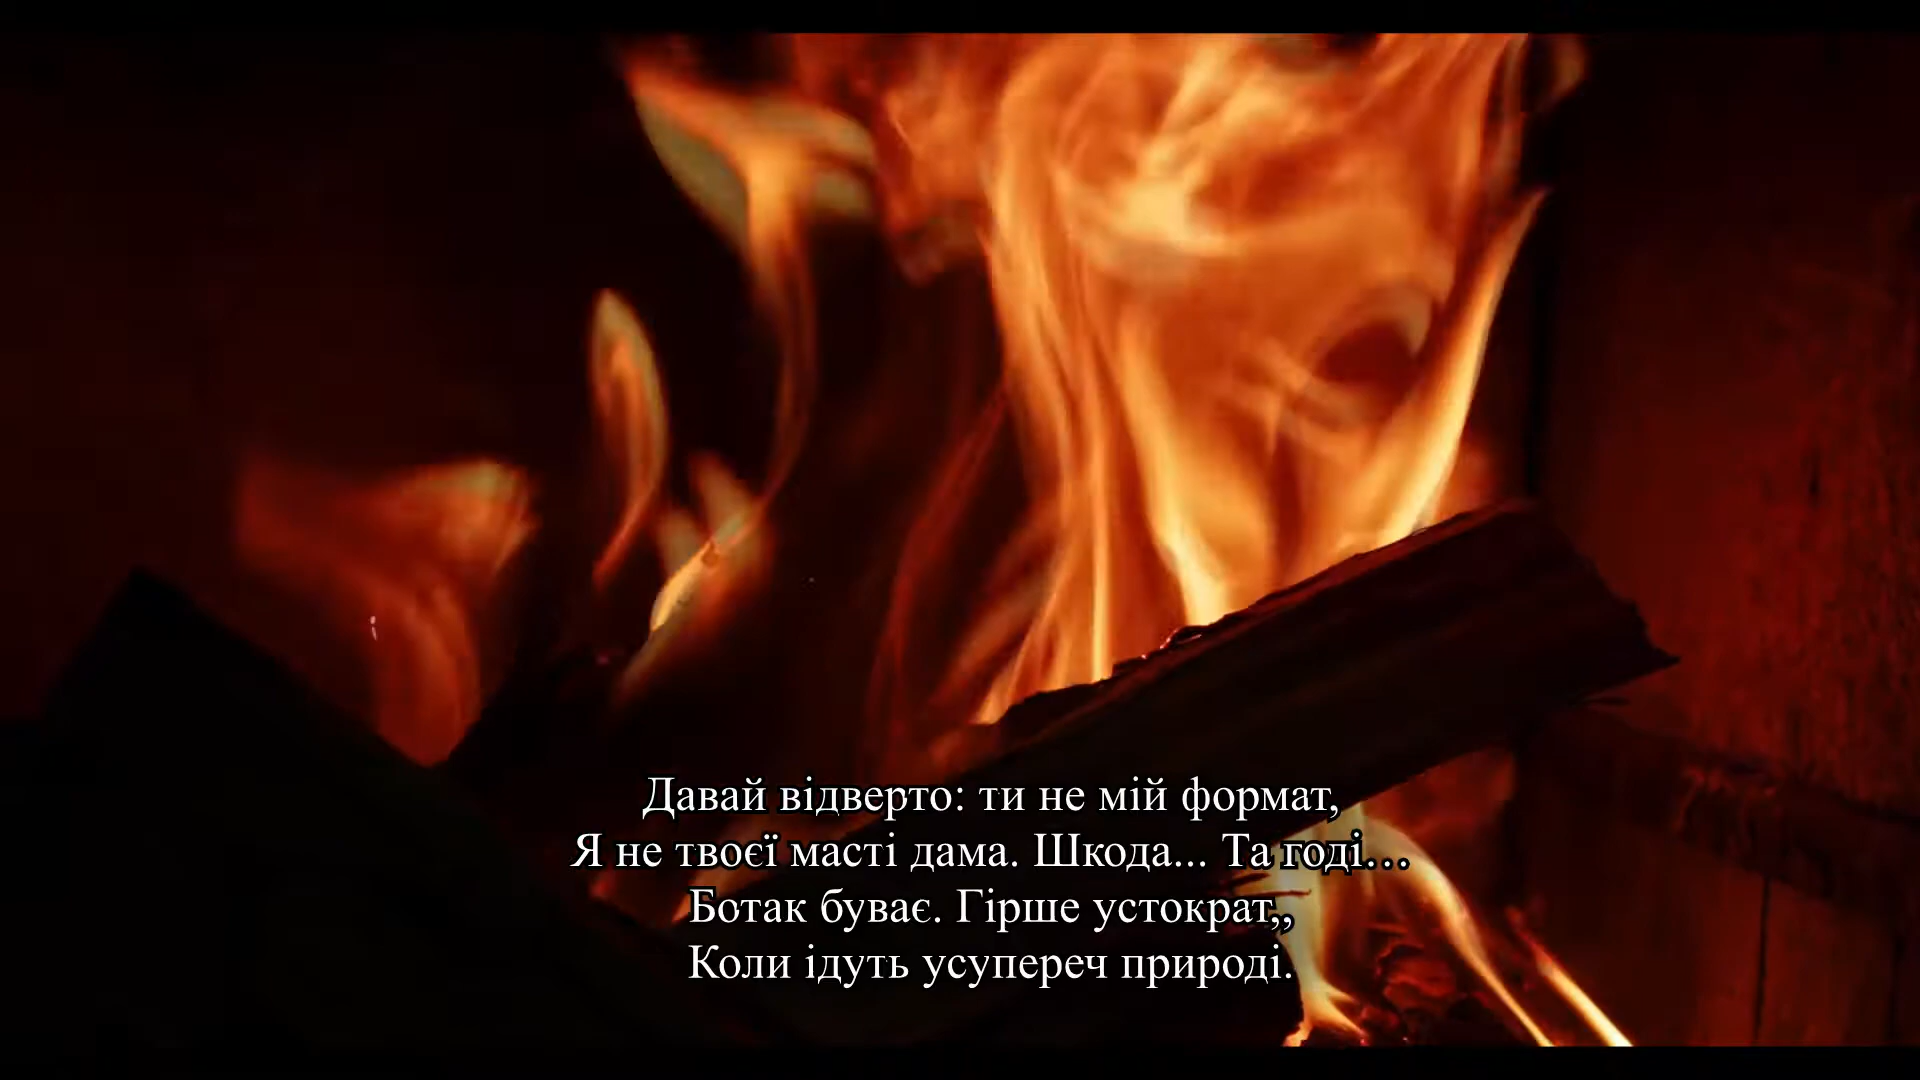 Давай відверто: ти не мій формат,
Я не твоєї масті дама. Шкода... Та годі…
Ботак буває. Гірше устократ,,
Коли ідуть усупереч природі.